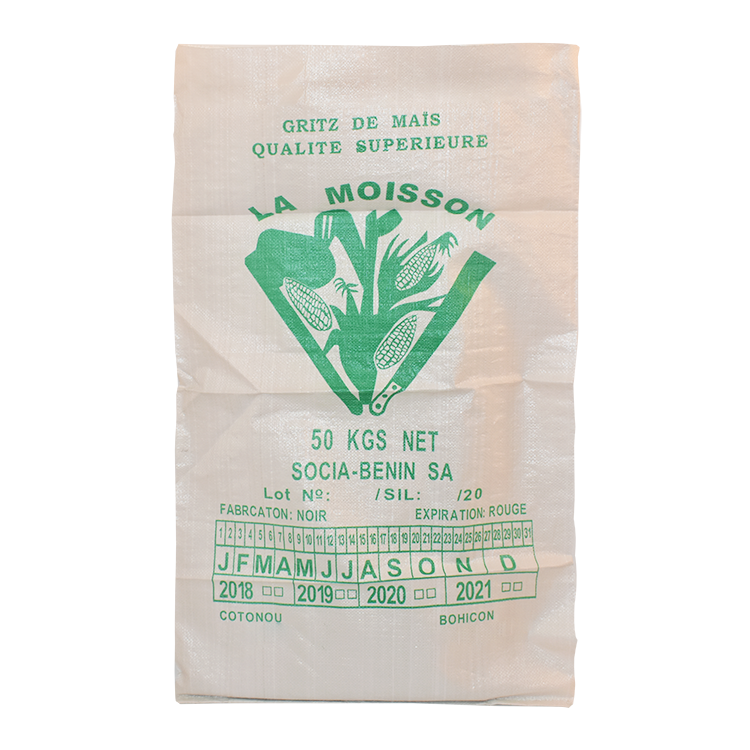 GRITZ DE MAÏS
QUALITE SUPERIEURE
LA MOISSON
50 KGS NET
SOCIA-BENIN SA
Lot Nº: /SiL: /20
FABRCATON: NOIR EXPIRATION: ROUGE
1 2 3 4 5 6 7 8 9 10 11 12 13 14 15 16 17 18 19 20 21 22 23 24 25 26 27 28 29 30 31
J F M A M J J A S O N D
2018 □□ 2019 □□ 2020 □□ 2021 □□
COTONOU BOHICON